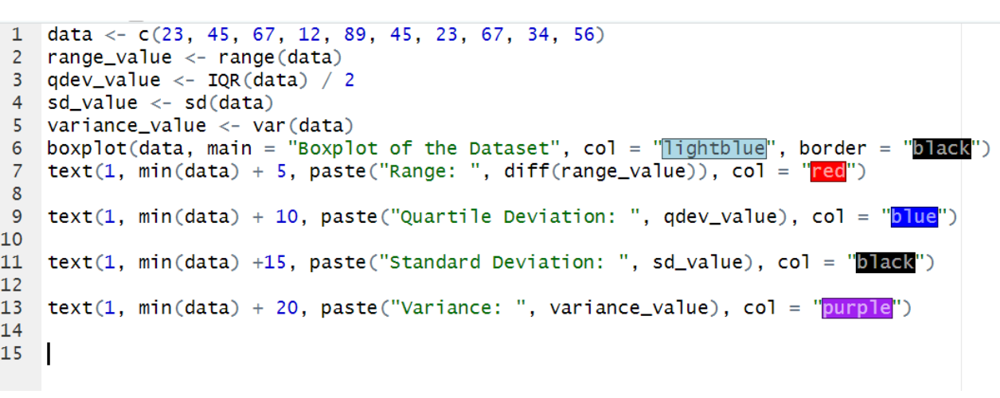 1 data <- c(23, 45, 67, 12, 89, 45, 23, 67, 34, 56)
2 range_value <- range(data)
3 qdev_value <- IQR(data) / 2
4 sd_value <- sd(data)
5 variance_value <- var(data)
6 boxplot(data, main = "Boxplot of the Dataset", col = "lightblue", border = "black")
7 text(1, min(data) + 5, paste("Range: ", diff(range_value)), col = "red")
8
9 text(1, min(data) + 10, paste("Quartile Deviation: ", qdev_value), col = "blue")
10
11 text(1, min(data) +15, paste("Standard Deviation: ", sd_value), col = "black")
12
13 text(1, min(data) + 20, paste("Variance: ", variance_value), col = "purple")
14
15